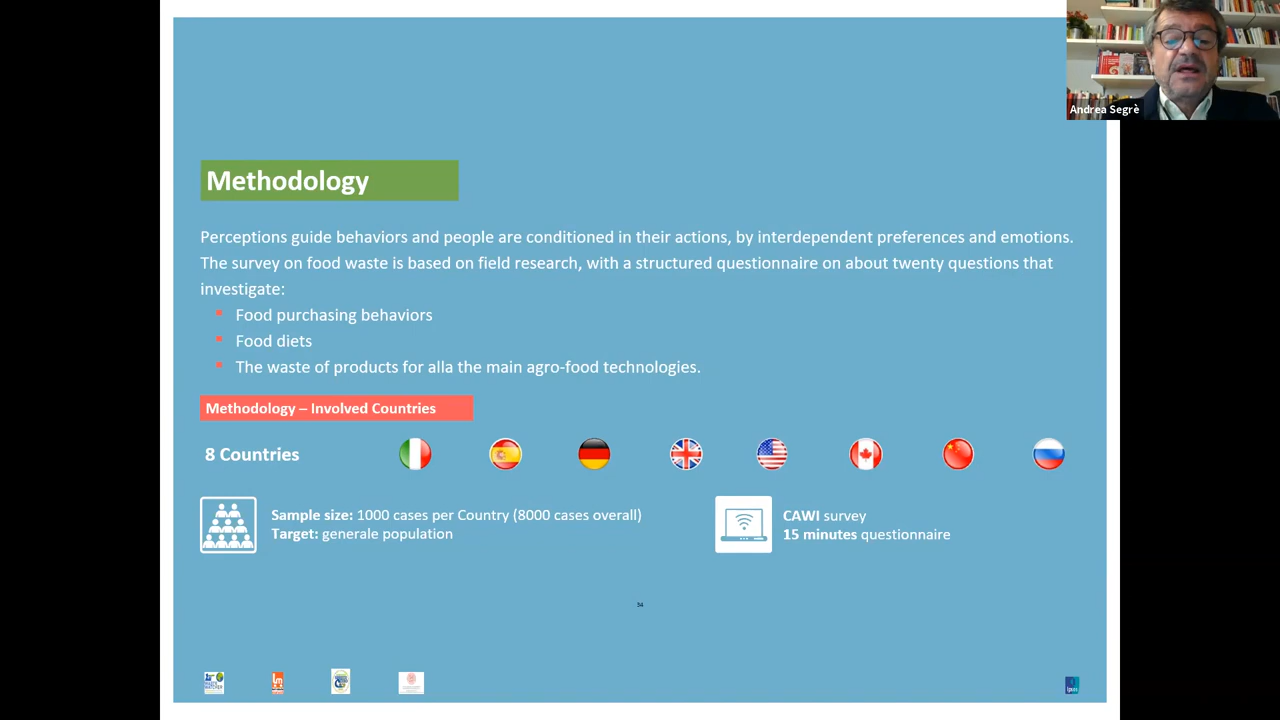 Andrea Segrè
Methodology
Perceptions guide behaviors and people are conditioned in their actions, by interdependent preferences and emotions.
The survey on food waste is based on field research, with a structured questionnaire on about twenty questions that
investigate:
Food purchasing behaviors
Food diets
The waste of products for alla the main agro-food technologies.
Methodology – Involved Countries
8 Countries
Sample size: 1000 cases per Country (8000 cases overall)
Target: generale population
CAWI survey
15 minutes questionnaire
34
lm
Ipsos